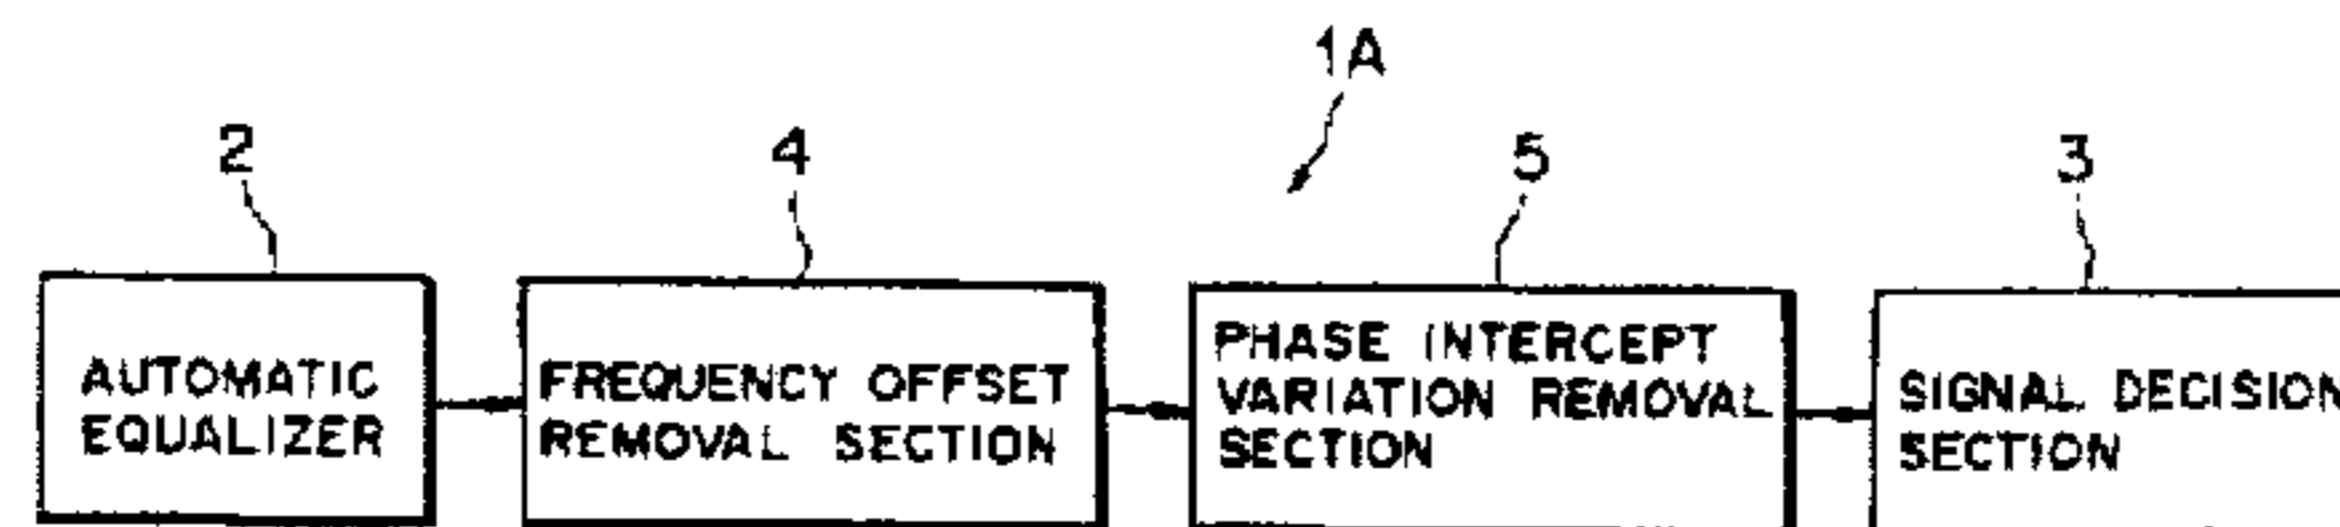 1A
2
4
5
3
AUTOMATIC
EQUALIZER
FREQUENCY OFFSET
REMOVAL SECTION
PHASE INTERCEPT
VARIATION REMOVAL
SECTION
SIGNAL DECISION
SECTION